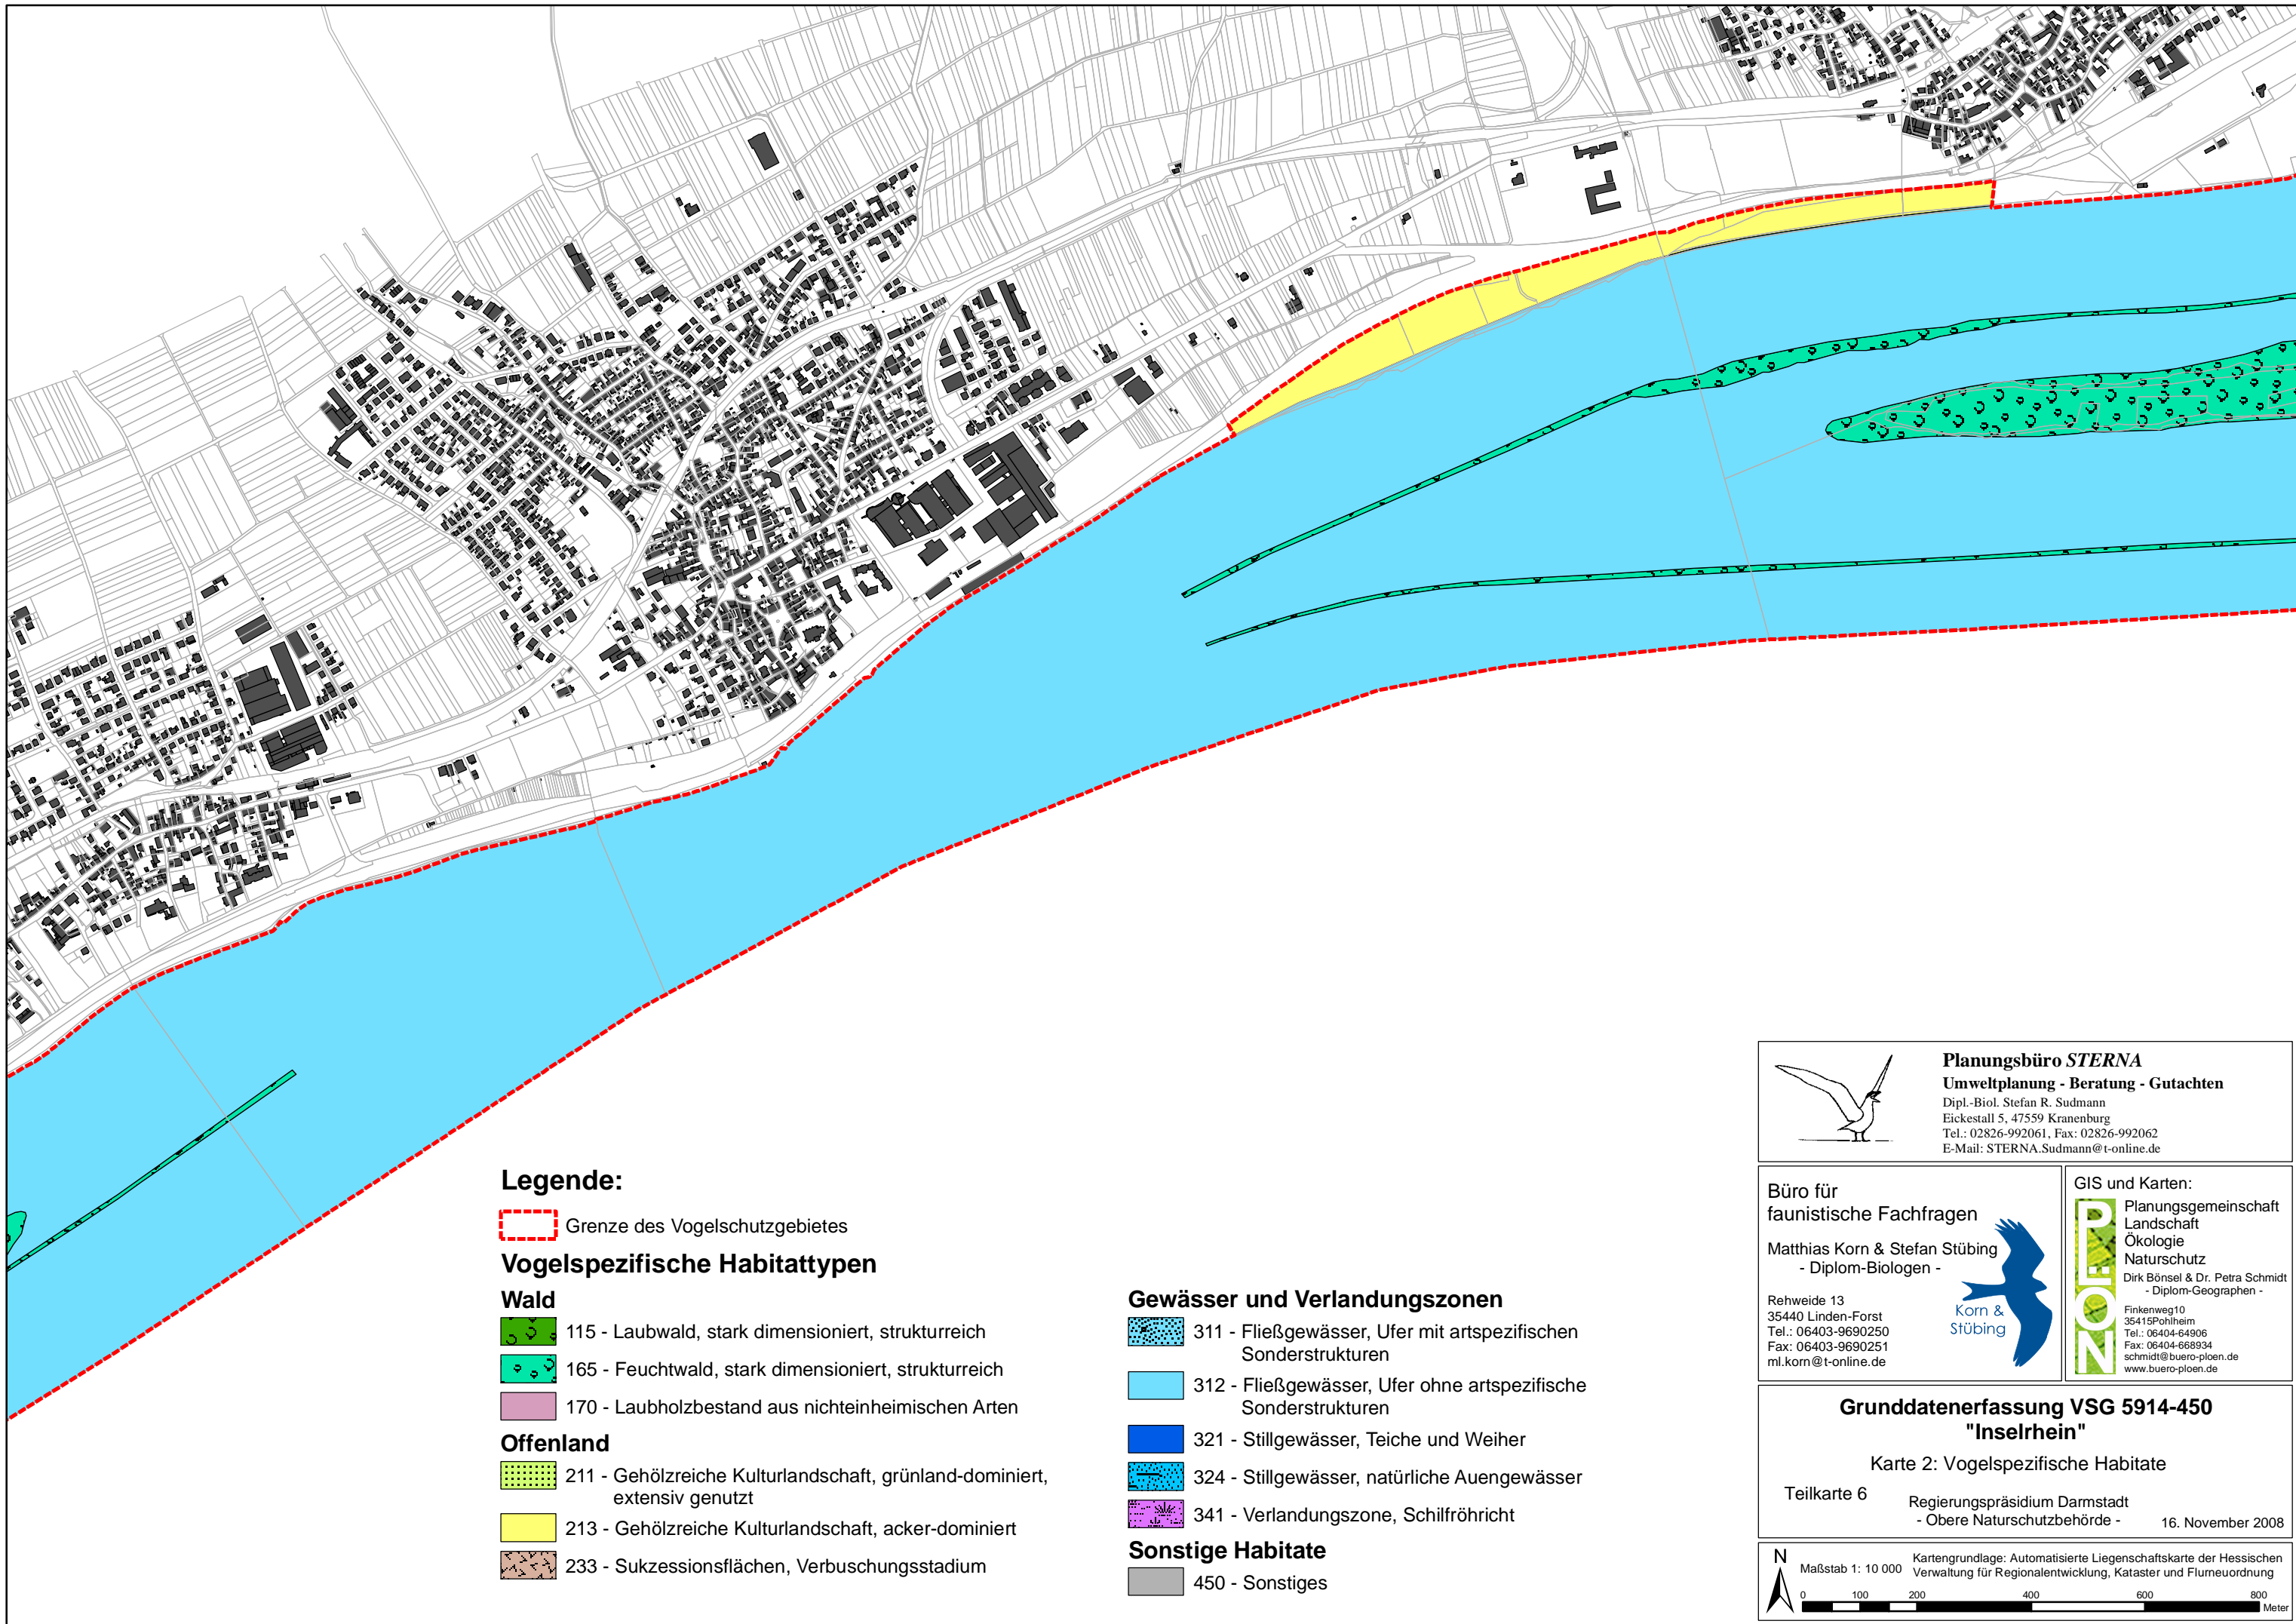 Legende:
Grenze des Vogelschutzgebietes
Vogelspezifische Habitattypen
Wald
115 - Laubwald, stark dimensioniert, strukturreich
165 - Feuchtwald, stark dimensioniert, strukturreich
170 - Laubholzbestand aus nichteinheimischen Arten
Offenland
211 - Gehölzreiche Kulturlandschaft, grünland-dominiert,
extensiv genutzt
213 - Gehölzreiche Kulturlandschaft, acker-dominiert
233 - Sukzessionsflächen, Verbuschungsstadium
Gewässer und Verlandungszonen
311 - Fließgewässer, Ufer mit artspezifischen
Sonderstrukturen
312 - Fließgewässer, Ufer ohne artspezifische
Sonderstrukturen
321 - Stillgewässer, Teiche und Weiher
324 - Stillgewässer, natürliche Auengewässer
341 - Verlandungszone, Schilfröhricht
Sonstige Habitate
450 - Sonstiges
Planungsbüro STERNA
Umweltplanung - Beratung - Gutachten
Dipl.-Biol. Stefan R. Sudmann
Eickestall 5, 47559 Kranenburg
Tel.: 02826-992061, Fax: 02826-992062
E-Mail: STERNA.Sudmann@t-online.de
Büro für
faunistische Fachfragen
Matthias Korn & Stefan Stübing
- Diplom-Biologen -
Rehweide 13
35440 Linden-Forst
Tel.: 06403-9690250
Fax: 06403-9690251
ml.korn@t-online.de
Korn &
Stübing
GIS und Karten:
PLÖN
Planungsgemeinschaft
Landschaft
Ökologie
Naturschutz
Dirk Bönsel & Dr. Petra Schmidt
- Diplom-Geographen -
Finkenweg10
35415Pohlheim
Tel.: 06404-64906
Fax: 06404-668934
schmidt@buero-ploen.de
www.buero-ploen.de
Grunddatenerfassung VSG 5914-450
"Inselrhein"
Karte 2: Vogelspezifische Habitate
Teilkarte 6
Regierungspräsidium Darmstadt
- Obere Naturschutzbehörde -
16. November 2008
N
Maßstab 1: 10 000
Kartengrundlage: Automatisierte Liegenschaftskarte der Hessischen
Verwaltung für Regionalentwicklung, Kataster und Flurneuordnung
0 100 200 400 600 800
Meter